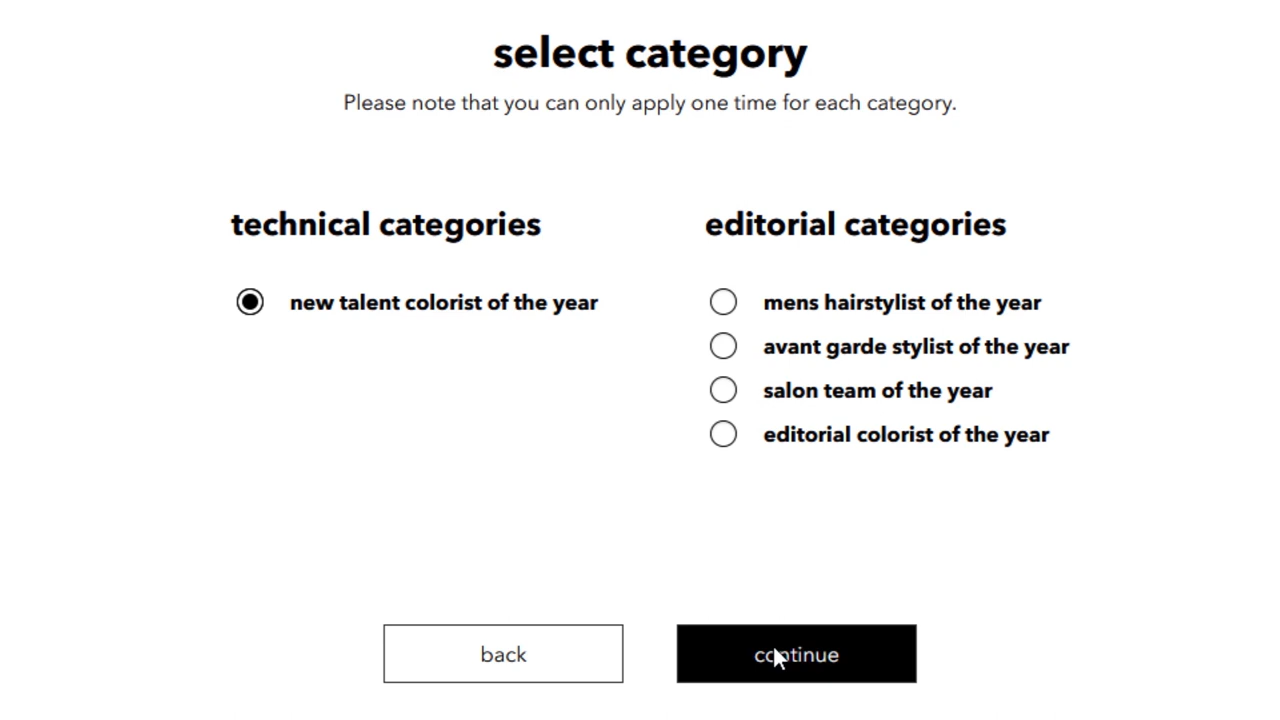 select category
Please note that you can only apply one time for each category.
technical categories
new talent colorist of the year
editorial categories
mens hairstylist of the year
avant garde stylist of the year
salon team of the year
editorial colorist of the year
back
continue